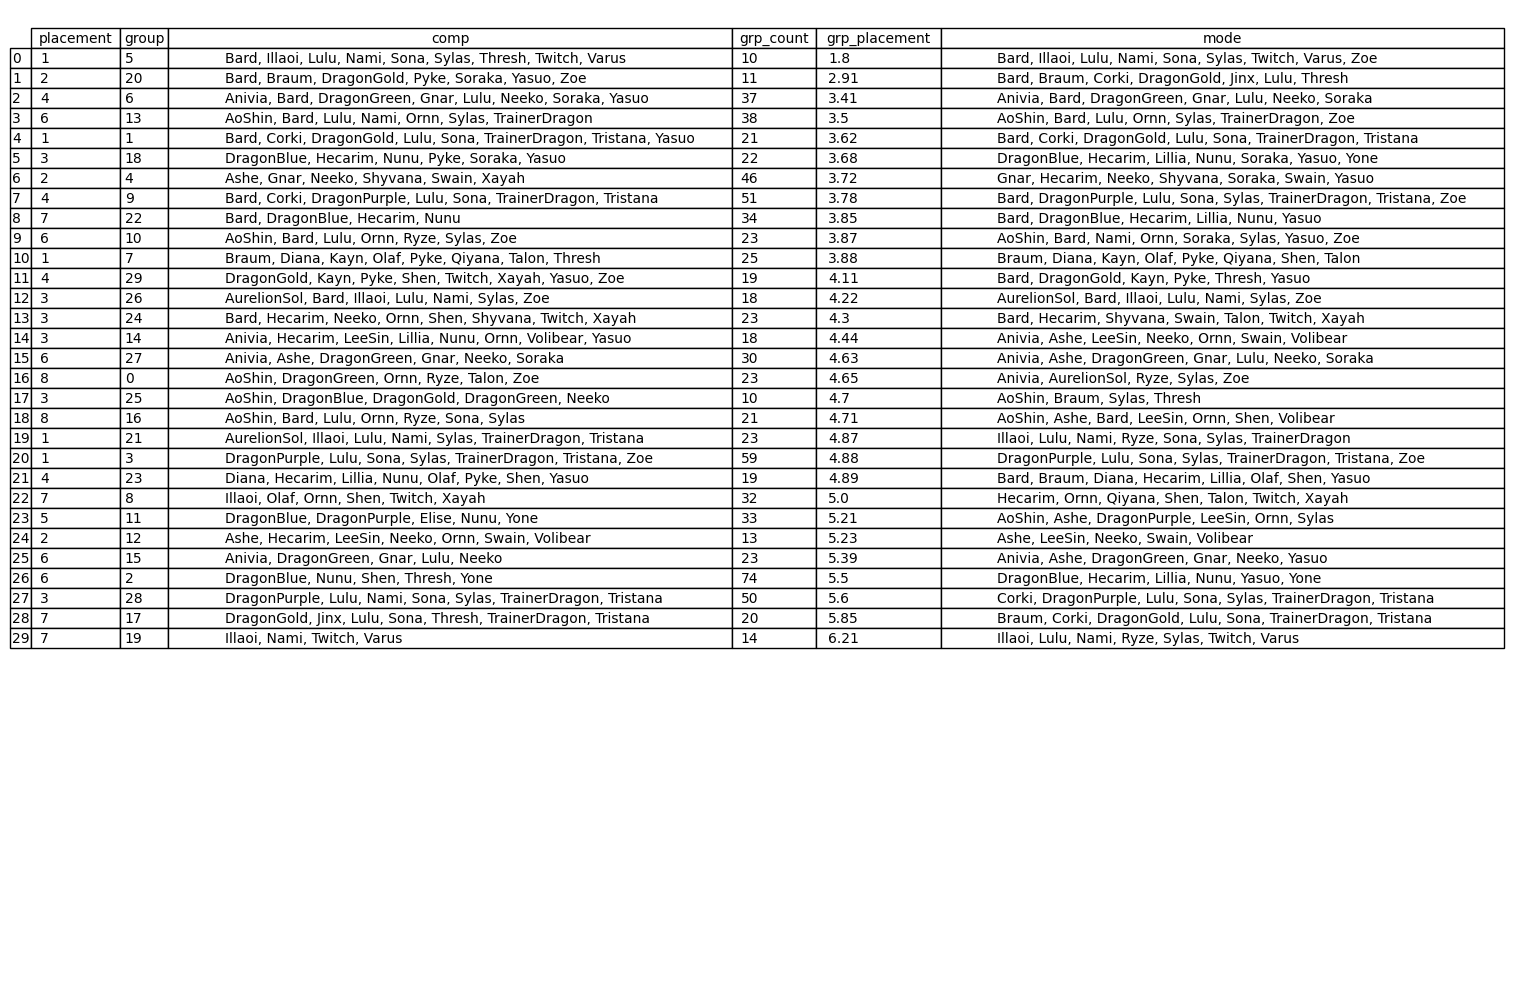 placement group comp grp_count grp_placement mode
0 1 5 Bard, Illaoi, Lulu, Nami, Sona, Sylas, Thresh, Twitch, Varus 10 1.8 Bard, Illaoi, Lulu, Nami, Sona, Sylas, Twitch, Varus, Zoe
1 2 20 Bard, Braum, DragonGold, Pyke, Soraka, Yasuo, Zoe 11 2.91 Bard, Braum, Corki, DragonGold, Jinx, Lulu, Thresh
2 4 6 Anivia, Bard, DragonGreen, Gnar, Lulu, Neeko, Soraka, Yasuo 37 3.41 Anivia, Bard, DragonGreen, Gnar, Lulu, Neeko, Soraka
3 6 13 AoShin, Bard, Lulu, Nami, Ornn, Sylas, TrainerDragon 38 3.5 AoShin, Bard, Lulu, Ornn, Sylas, TrainerDragon, Zoe
4 1 1 Bard, Corki, DragonGold, Lulu, Sona, TrainerDragon, Tristana, Yasuo 21 3.62 Bard, Corki, DragonGold, Lulu, Sona, TrainerDragon, Tristana
5 3 18 DragonBlue, Hecarim, Nunu, Pyke, Soraka, Yasuo 22 3.68 DragonBlue, Hecarim, Lillia, Nunu, Soraka, Yasuo, Yone
6 2 4 Ashe, Gnar, Neeko, Shyvana, Swain, Xayah 46 3.72 Gnar, Hecarim, Neeko, Shyvana, Soraka, Swain, Yasuo
7 4 9 Bard, Corki, DragonPurple, Lulu, Sona, TrainerDragon, Tristana 51 3.78 Bard, DragonPurple, Lulu, Sona, Sylas, TrainerDragon, Tristana, Zoe
8 7 22 Bard, DragonBlue, Hecarim, Nunu 34 3.85 Bard, DragonBlue, Hecarim, Lillia, Nunu, Yasuo
9 6 10 AoShin, Bard, Lulu, Ornn, Ryze, Sylas, Zoe 23 3.87 AoShin, Bard, Nami, Ornn, Soraka, Sylas, Yasuo, Zoe
10 1 7 Braum, Diana, Kayn, Olaf, Pyke, Qiyana, Talon, Thresh 25 3.88 Braum, Diana, Kayn, Olaf, Pyke, Qiyana, Shen, Talon
11 4 29 DragonGold, Kayn, Pyke, Shen, Twitch, Xayah, Yasuo, Zoe 19 4.11 Bard, DragonGold, Kayn, Pyke, Thresh, Yasuo
12 3 26 AurelionSol, Bard, Illaoi, Lulu, Nami, Sylas, Zoe 18 4.22 AurelionSol, Bard, Illaoi, Lulu, Nami, Sylas, Zoe
13 3 24 Bard, Hecarim, Neeko, Ornn, Shen, Shyvana, Twitch, Xayah 23 4.3 Bard, Hecarim, Shyvana, Swain, Talon, Twitch, Xayah
14 3 14 Anivia, Hecarim, LeeSin, Lillia, Nunu, Ornn, Volibear, Yasuo 18 4.44 Anivia, Ashe, LeeSin, Neeko, Ornn, Swain, Volibear
15 6 27 Anivia, Ashe, DragonGreen, Gnar, Neeko, Soraka 30 4.63 Anivia, Ashe, DragonGreen, Gnar, Lulu, Neeko, Soraka
16 8 0 AoShin, DragonGreen, Ornn, Ryze, Talon, Zoe 23 4.65 Anivia, AurelionSol, Ryze, Sylas, Zoe
17 3 25 AoShin, DragonBlue, DragonGold, DragonGreen, Neeko 10 4.7 AoShin, Braum, Sylas, Thresh
18 8 16 AoShin, Bard, Lulu, Ornn, Ryze, Sona, Sylas 21 4.71 AoShin, Ashe, Bard, LeeSin, Ornn, Shen, Volibear
19 1 21 AurelionSol, Illaoi, Lulu, Nami, Sylas, TrainerDragon, Tristana 23 4.87 Illaoi, Lulu, Nami, Ryze, Sona, Sylas, TrainerDragon
20 1 3 DragonPurple, Lulu, Sona, Sylas, TrainerDragon, Tristana, Zoe 59 4.88 DragonPurple, Lulu, Sona, Sylas, TrainerDragon, Tristana, Zoe
21 4 23 Diana, Hecarim, Lillia, Nunu, Olaf, Pyke, Shen, Yasuo 19 4.89 Bard, Braum, Diana, Hecarim, Lillia, Olaf, Shen, Yasuo
22 7 8 Illaoi, Olaf, Ornn, Shen, Twitch, Xayah 32 5.0 Hecarim, Ornn, Qiyana, Shen, Talon, Twitch, Xayah
23 5 11 DragonBlue, DragonPurple, Elise, Nunu, Yone 33 5.21 AoShin, Ashe, DragonPurple, LeeSin, Ornn, Sylas
24 2 12 Ashe, Hecarim, LeeSin, Neeko, Ornn, Swain, Volibear 13 5.23 Ashe, LeeSin, Neeko, Swain, Volibear
25 6 15 Anivia, DragonGreen, Gnar, Lulu, Neeko 23 5.39 Anivia, Ashe, DragonGreen, Gnar, Neeko, Yasuo
26 6 2 DragonBlue, Nunu, Shen, Thresh, Yone 74 5.5 DragonBlue, Hecarim, Lillia, Nunu, Yasuo, Yone
27 3 28 DragonPurple, Lulu, Nami, Sona, Sylas, TrainerDragon, Tristana 50 5.6 Corki, DragonPurple, Lulu, Sona, Sylas, TrainerDragon, Tristana
28 7 17 DragonGold, Jinx, Lulu, Sona, Thresh, TrainerDragon, Tristana 20 5.85 Braum, Corki, DragonGold, Lulu, Sona, TrainerDragon, Tristana
29 7 19 Illaoi, Nami, Twitch, Varus 14 6.21 Illaoi, Lulu, Nami, Ryze, Sylas, Twitch, Varus